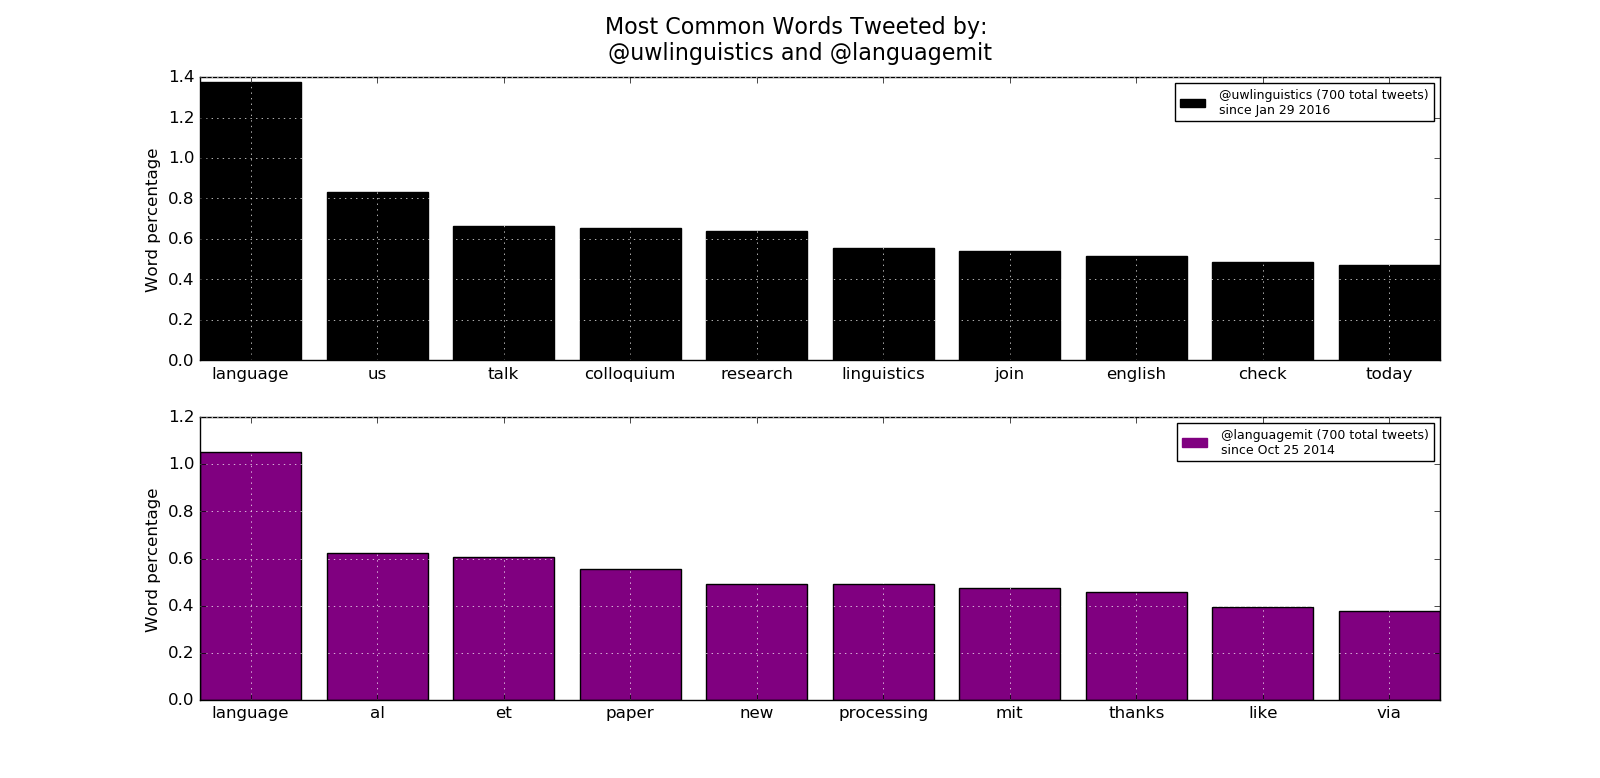 Most Common Words Tweeted by:
@uwlinguistics and @languagemit
1.4
1.2
1.0
0.8
0.6
0.4
0.2
0.0
Word percentage
@uwlinguistics (700 total tweets)
since Jan 29 2016
language us talk colloquium research linguistics join english check today
1.2
1.0
0.8
0.6
0.4
0.2
0.0
Word percentage
@languagemit (700 total tweets)
since Oct 25 2014
language al et paper new processing mit thanks like via